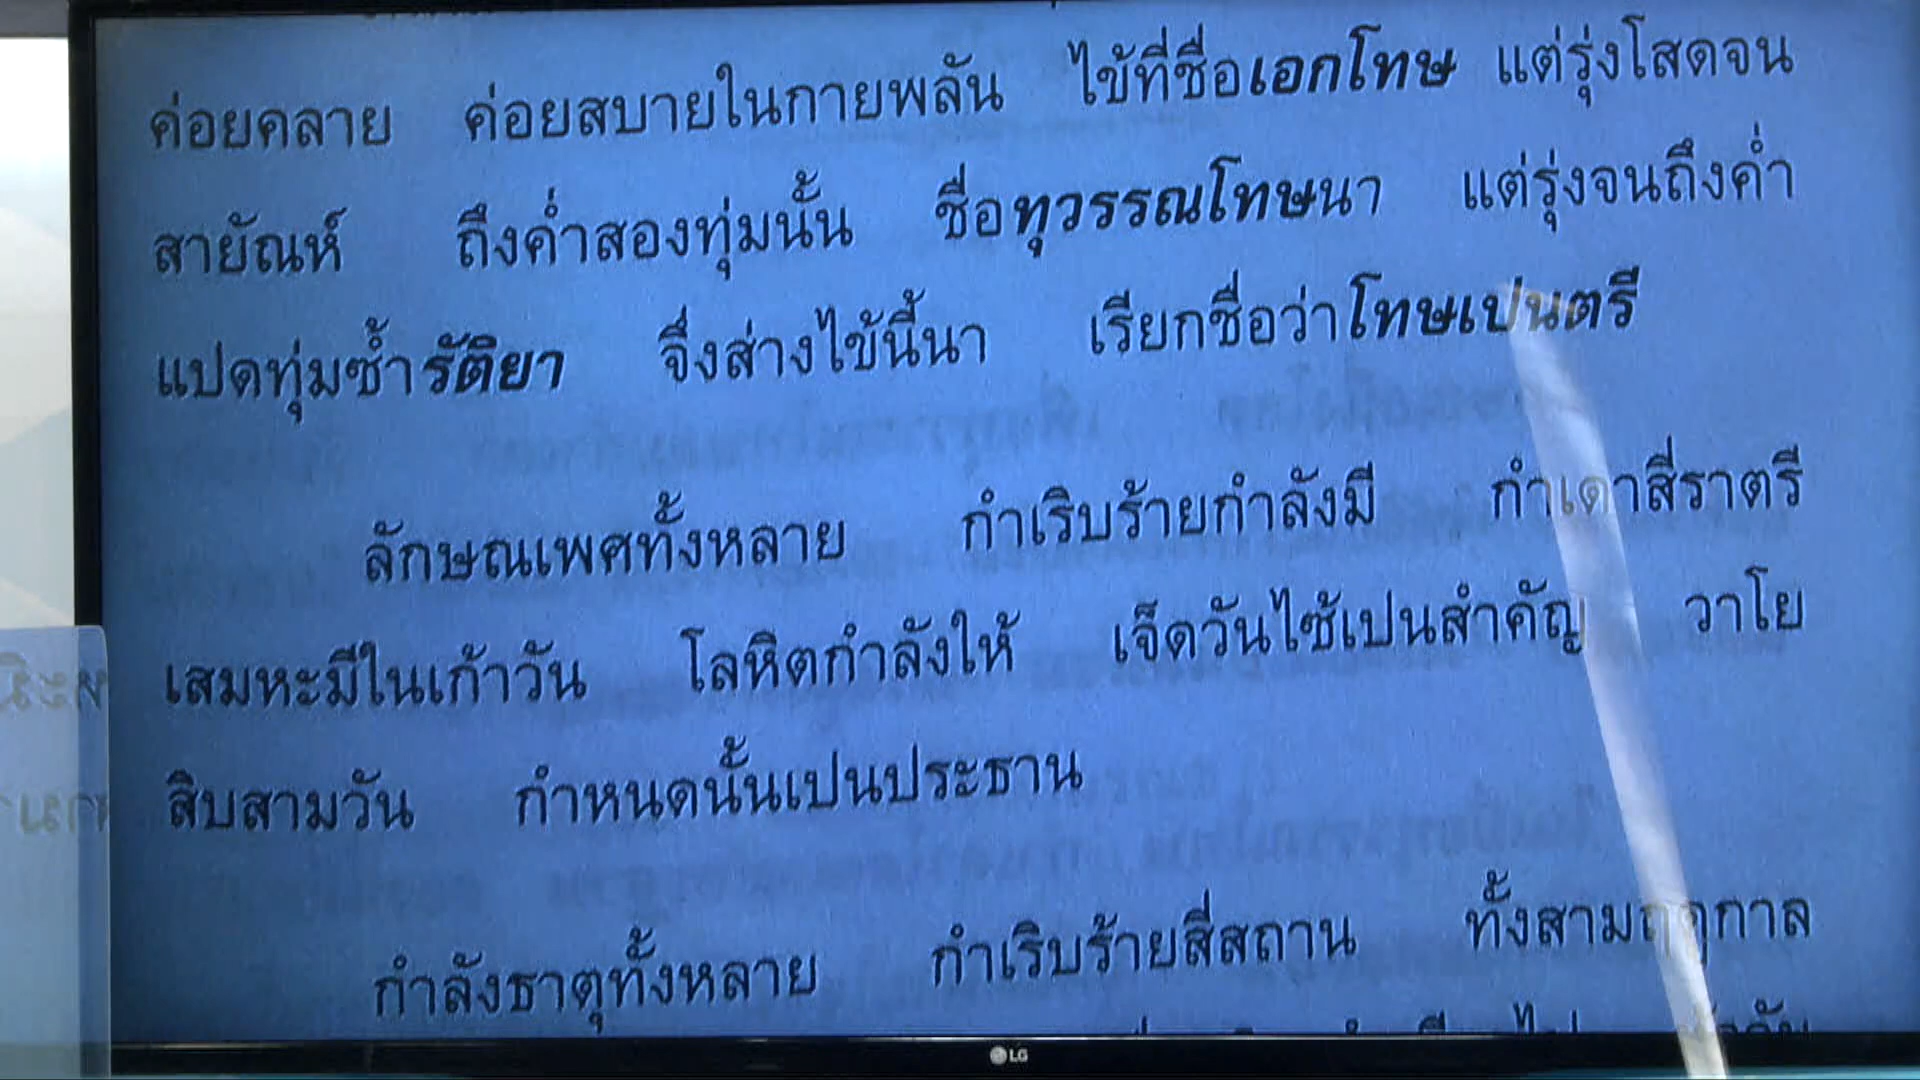 ค่อยคลาย ค่อยสบายในกายพลัน ไข้ที่ชื่อเอกโทษ แต่รุ่งโสดจน
สายัณห์ ถึงค่ำสองทุ่มนั้น ชื่อทุวรรณโทษนา แต่รุ่งจนถึงค่ำ
แปดทุ่มซ้ำรัติยา จึ่งส่างไข้นี้นา เรียกชื่อว่าโทษเปนตรี
ลักษณเพศทั้งหลาย กำเริบร้ายกำลังมี กำเดาสี่ราตรี
เสมหะมีในเก้าวัน โลหิตกำลังให้ เจ็ดวันไซ้เปนสำคัญ วาโย
สิบสามวัน กำหนดนั้นเปนประธาน
กำลังธาตุทั้งหลาย กำเริบร้ายสี่สถาน ทั้งสามฤดูกาล
LG